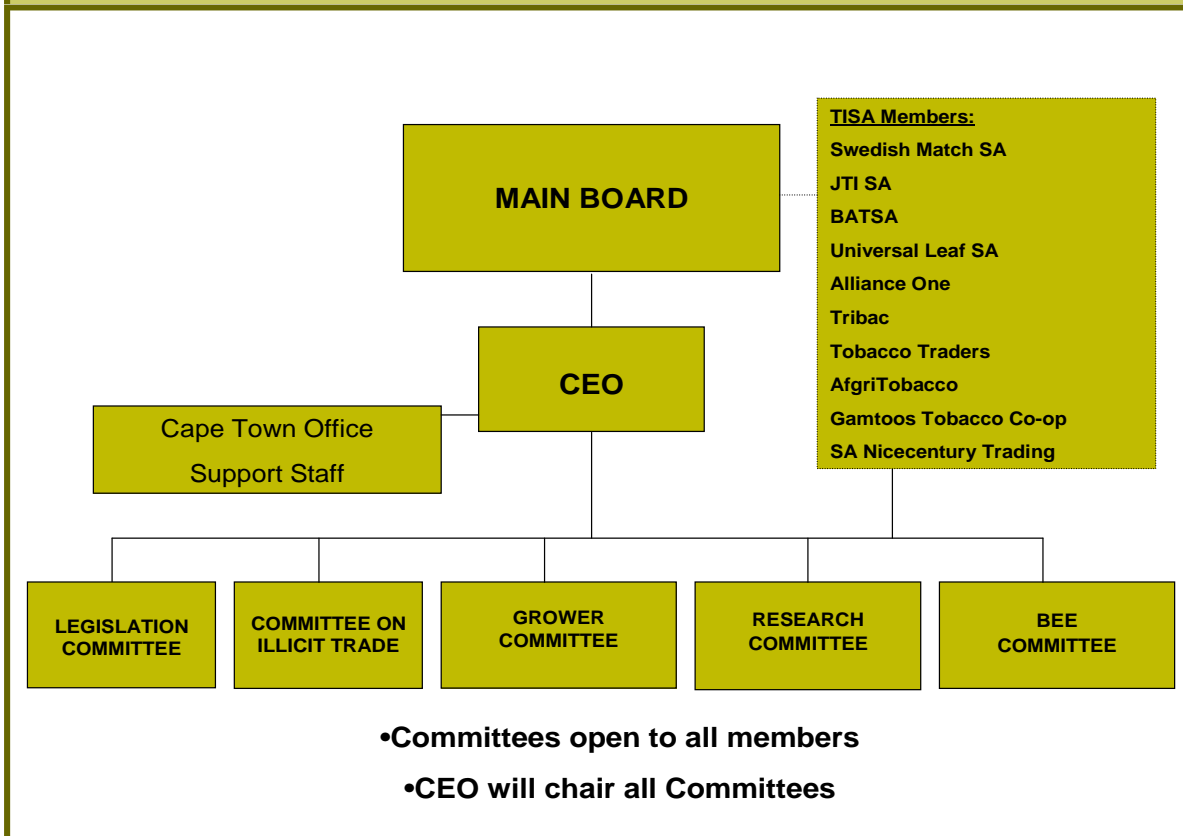 MAIN BOARD
TISA Members:
Swedish Match SA
JTI SA
BATSA
Universal Leaf SA
Alliance One
Tribac
Tobacco Traders
AfgriTobacco
Gamtoos Tobacco Co-op
SA Nicecentury Trading
CEO
Cape Town Office
Support Staff
LEGISLATION
COMMITTEE
COMMITTEE ON
ILLICIT TRADE
GROWER
COMMITTEE
RESEARCH
COMMITTEE
BEE
COMMITTEE
•Committees open to all members
•CEO will chair all Committees